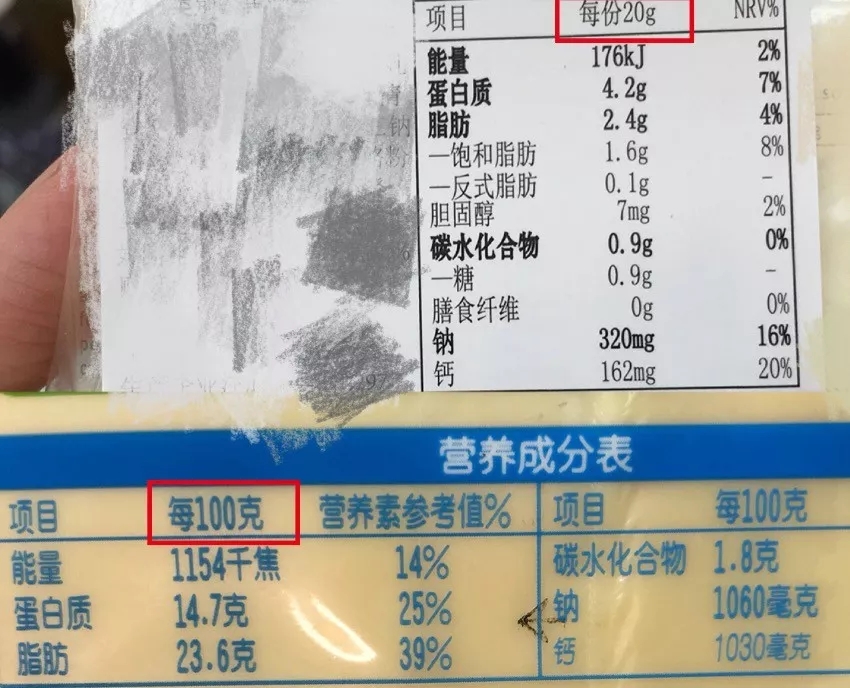 项目 每份20g NRV%
能量 176kJ 2%
蛋白质 4.2g 7%
脂肪 2.4g 4%
—饱和脂肪 1.6g 8%
—反式脂肪 0.1g -
胆固醇 7mg 2%
碳水化合物 0.9g 0%
—糖 0.9g -
膳食纤维 0g 0%
钠 320mg 16%
钙 162mg 20%
营养成分表
项目 每100克 营养素参考值% 项目 每100克
能量 1154千焦 14% 碳水化合物 1.8克
蛋白质 14.7克 25% 钠 1060毫克
脂肪 23.6克 39% 钙 1030毫克